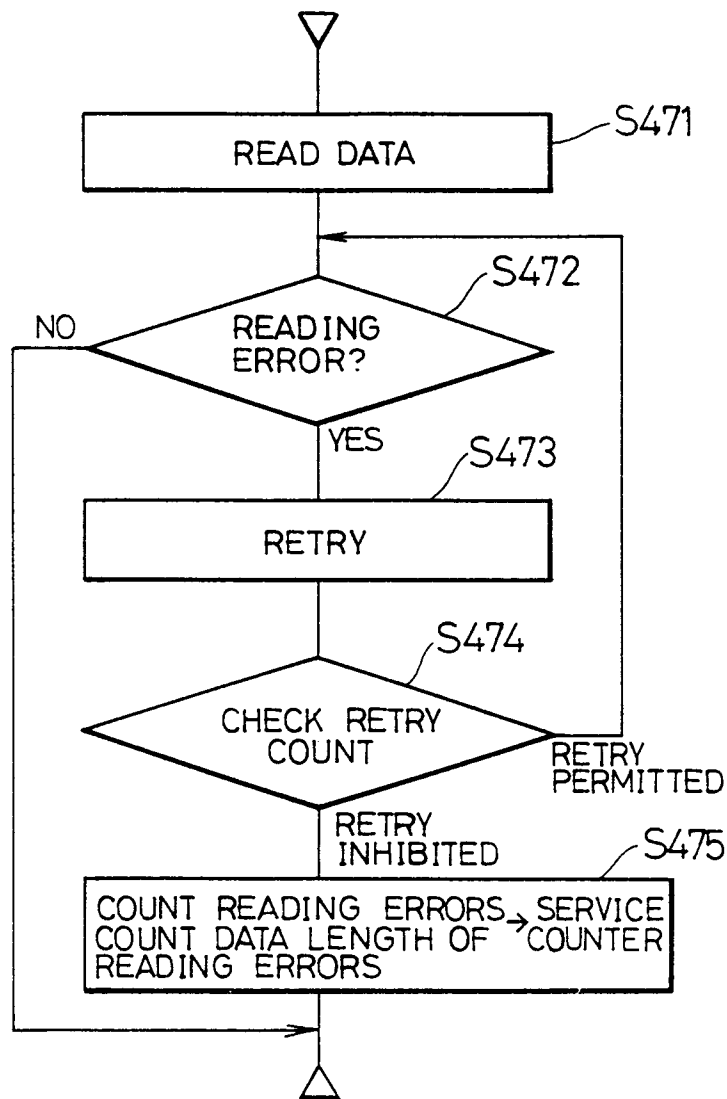 S471
READ DATA
S472
NO
READING
ERROR?
YES
S473
RETRY
S474
CHECK RETRY
COUNT
RETRY
PERMITTED
RETRY
INHIBITED
S475
COUNT READING ERRORS → SERVICE
COUNT DATA LENGTH OF COUNTER
READING ERRORS